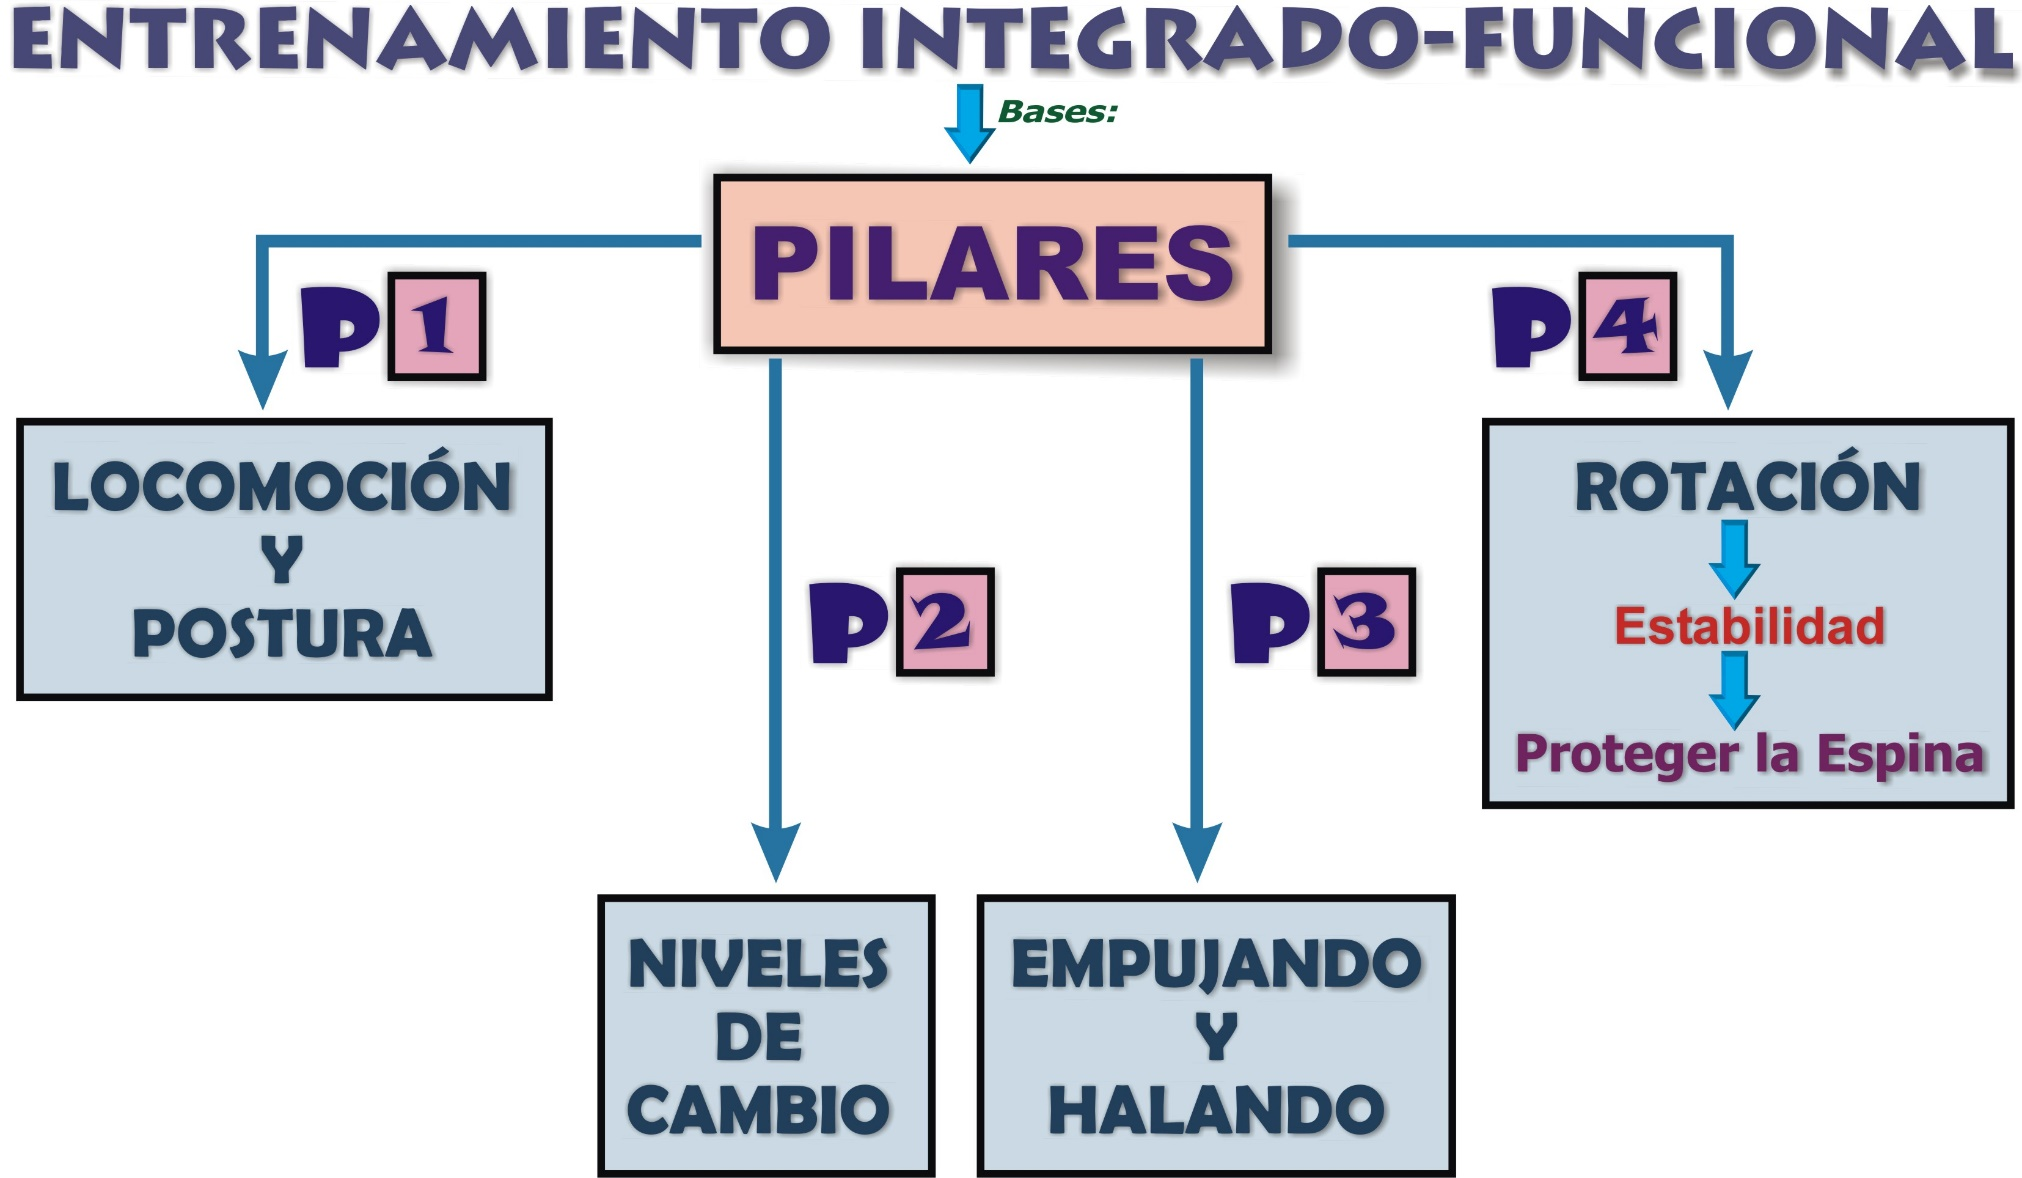 ENTRENAMIENTO INTEGRADO-FUNCIONAL
Bases:
PILARES
P1
LOCOMOCIÓN
Y
POSTURA
P2
NIVELES
DE
CAMBIO
P3
EMPUJANDO
Y
HALANDO
P4
ROTACIÓN
Estabilidad
Proteger la Espina